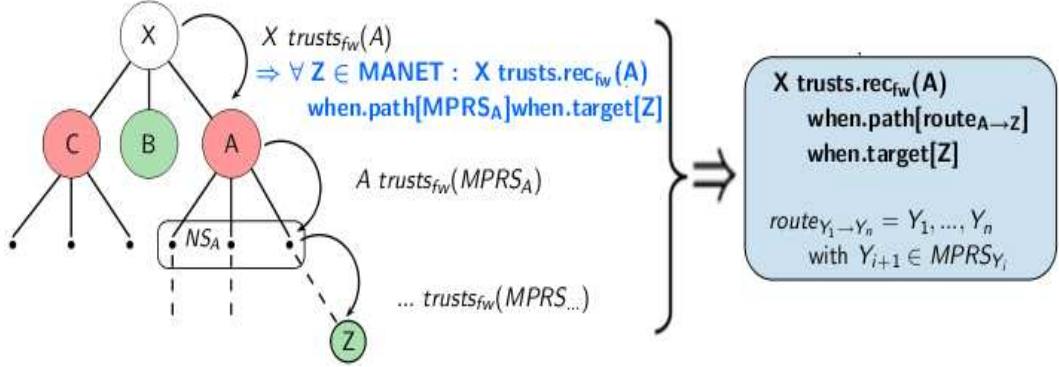 X
X trusts_fw(A)
⇒ ∀ Z ∈ MANET : X trusts.rec_fw(A)
when.path[MPRS_A]when.target[Z]
C
B
A
A trusts_fw(MPRS_A)
NS_A
... trusts_fw(MPRS_...)
Z
⇒
X trusts.rec_fw(A)
when.path[route_A→Z]
when.target[Z]
route_Y₁→Yₙ = Y₁, ..., Yₙ
with Yᵢ₊₁ ∈ MPRS_Yᵢ